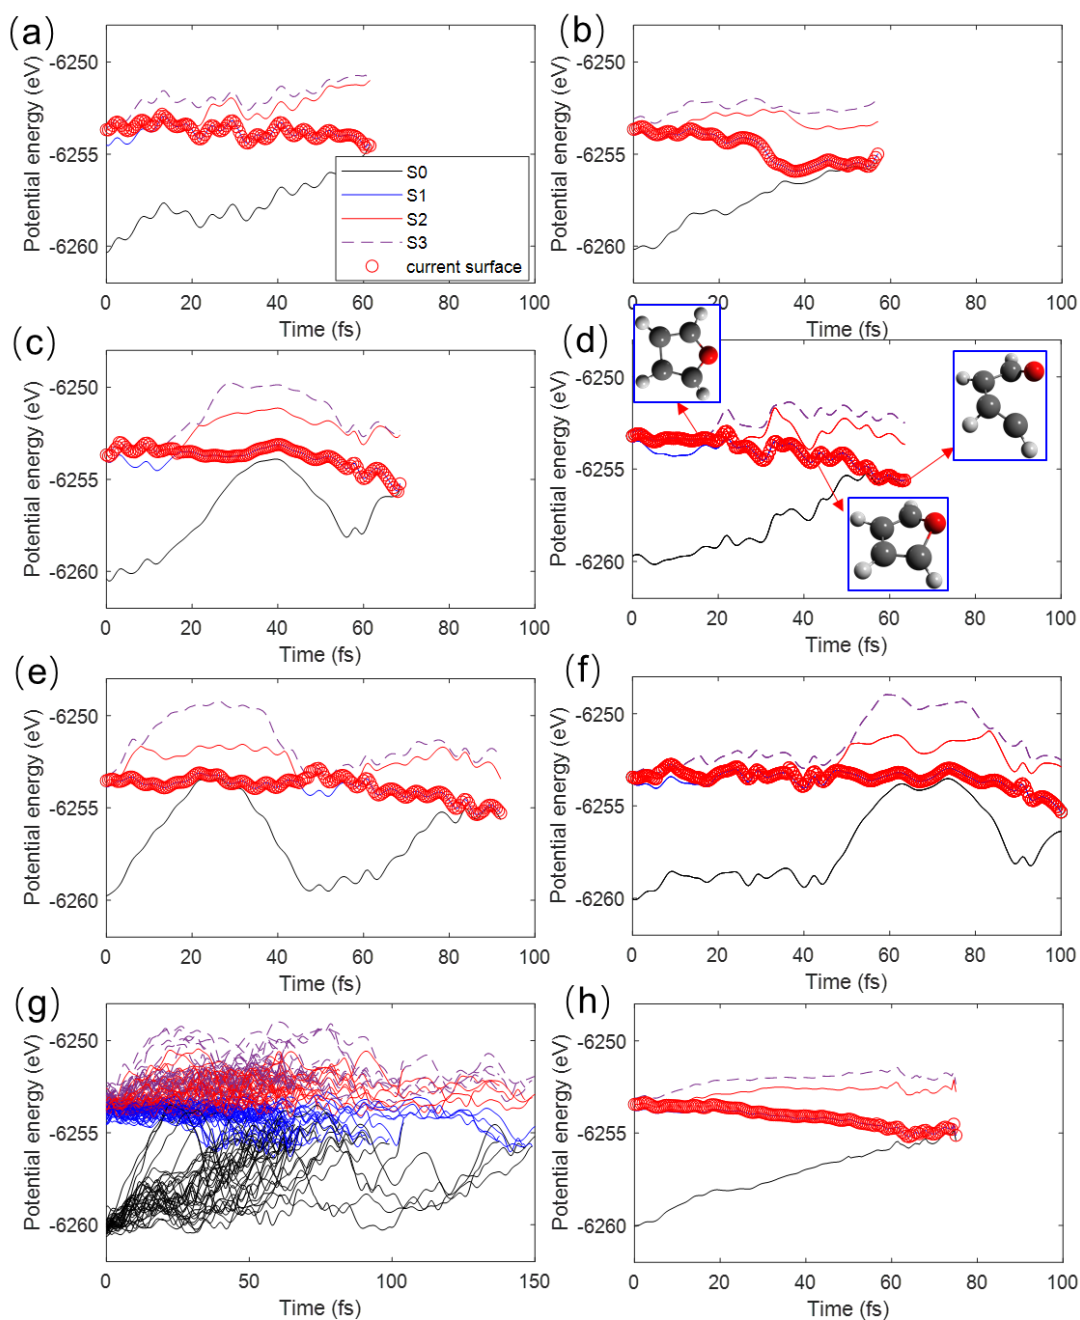 (a)
Potential energy (eV)
-6250
-6255
-6260
0 20 40 60 80 100
Time (fs)
S0
S1
S2
S3
current surface
(b)
Potential energy (eV)
-6250
-6255
-6260
0 20 40 60 80 100
Time (fs)
(c)
Potential energy (eV)
-6250
-6255
-6260
0 20 40 60 80 100
Time (fs)
(d)
Potential energy (eV)
-6250
-6255
-6260
0 20 40 60 80 100
Time (fs)
(e)
Potential energy (eV)
-6250
-6255
-6260
0 20 40 60 80 100
Time (fs)
(f)
Potential energy (eV)
-6250
-6255
-6260
0 20 40 60 80 100
Time (fs)
(g)
Potential energy (eV)
-6250
-6255
-6260
0 50 100 150
Time (fs)
(h)
Potential energy (eV)
-6250
-6255
-6260
0 20 40 60 80 100
Time (fs)